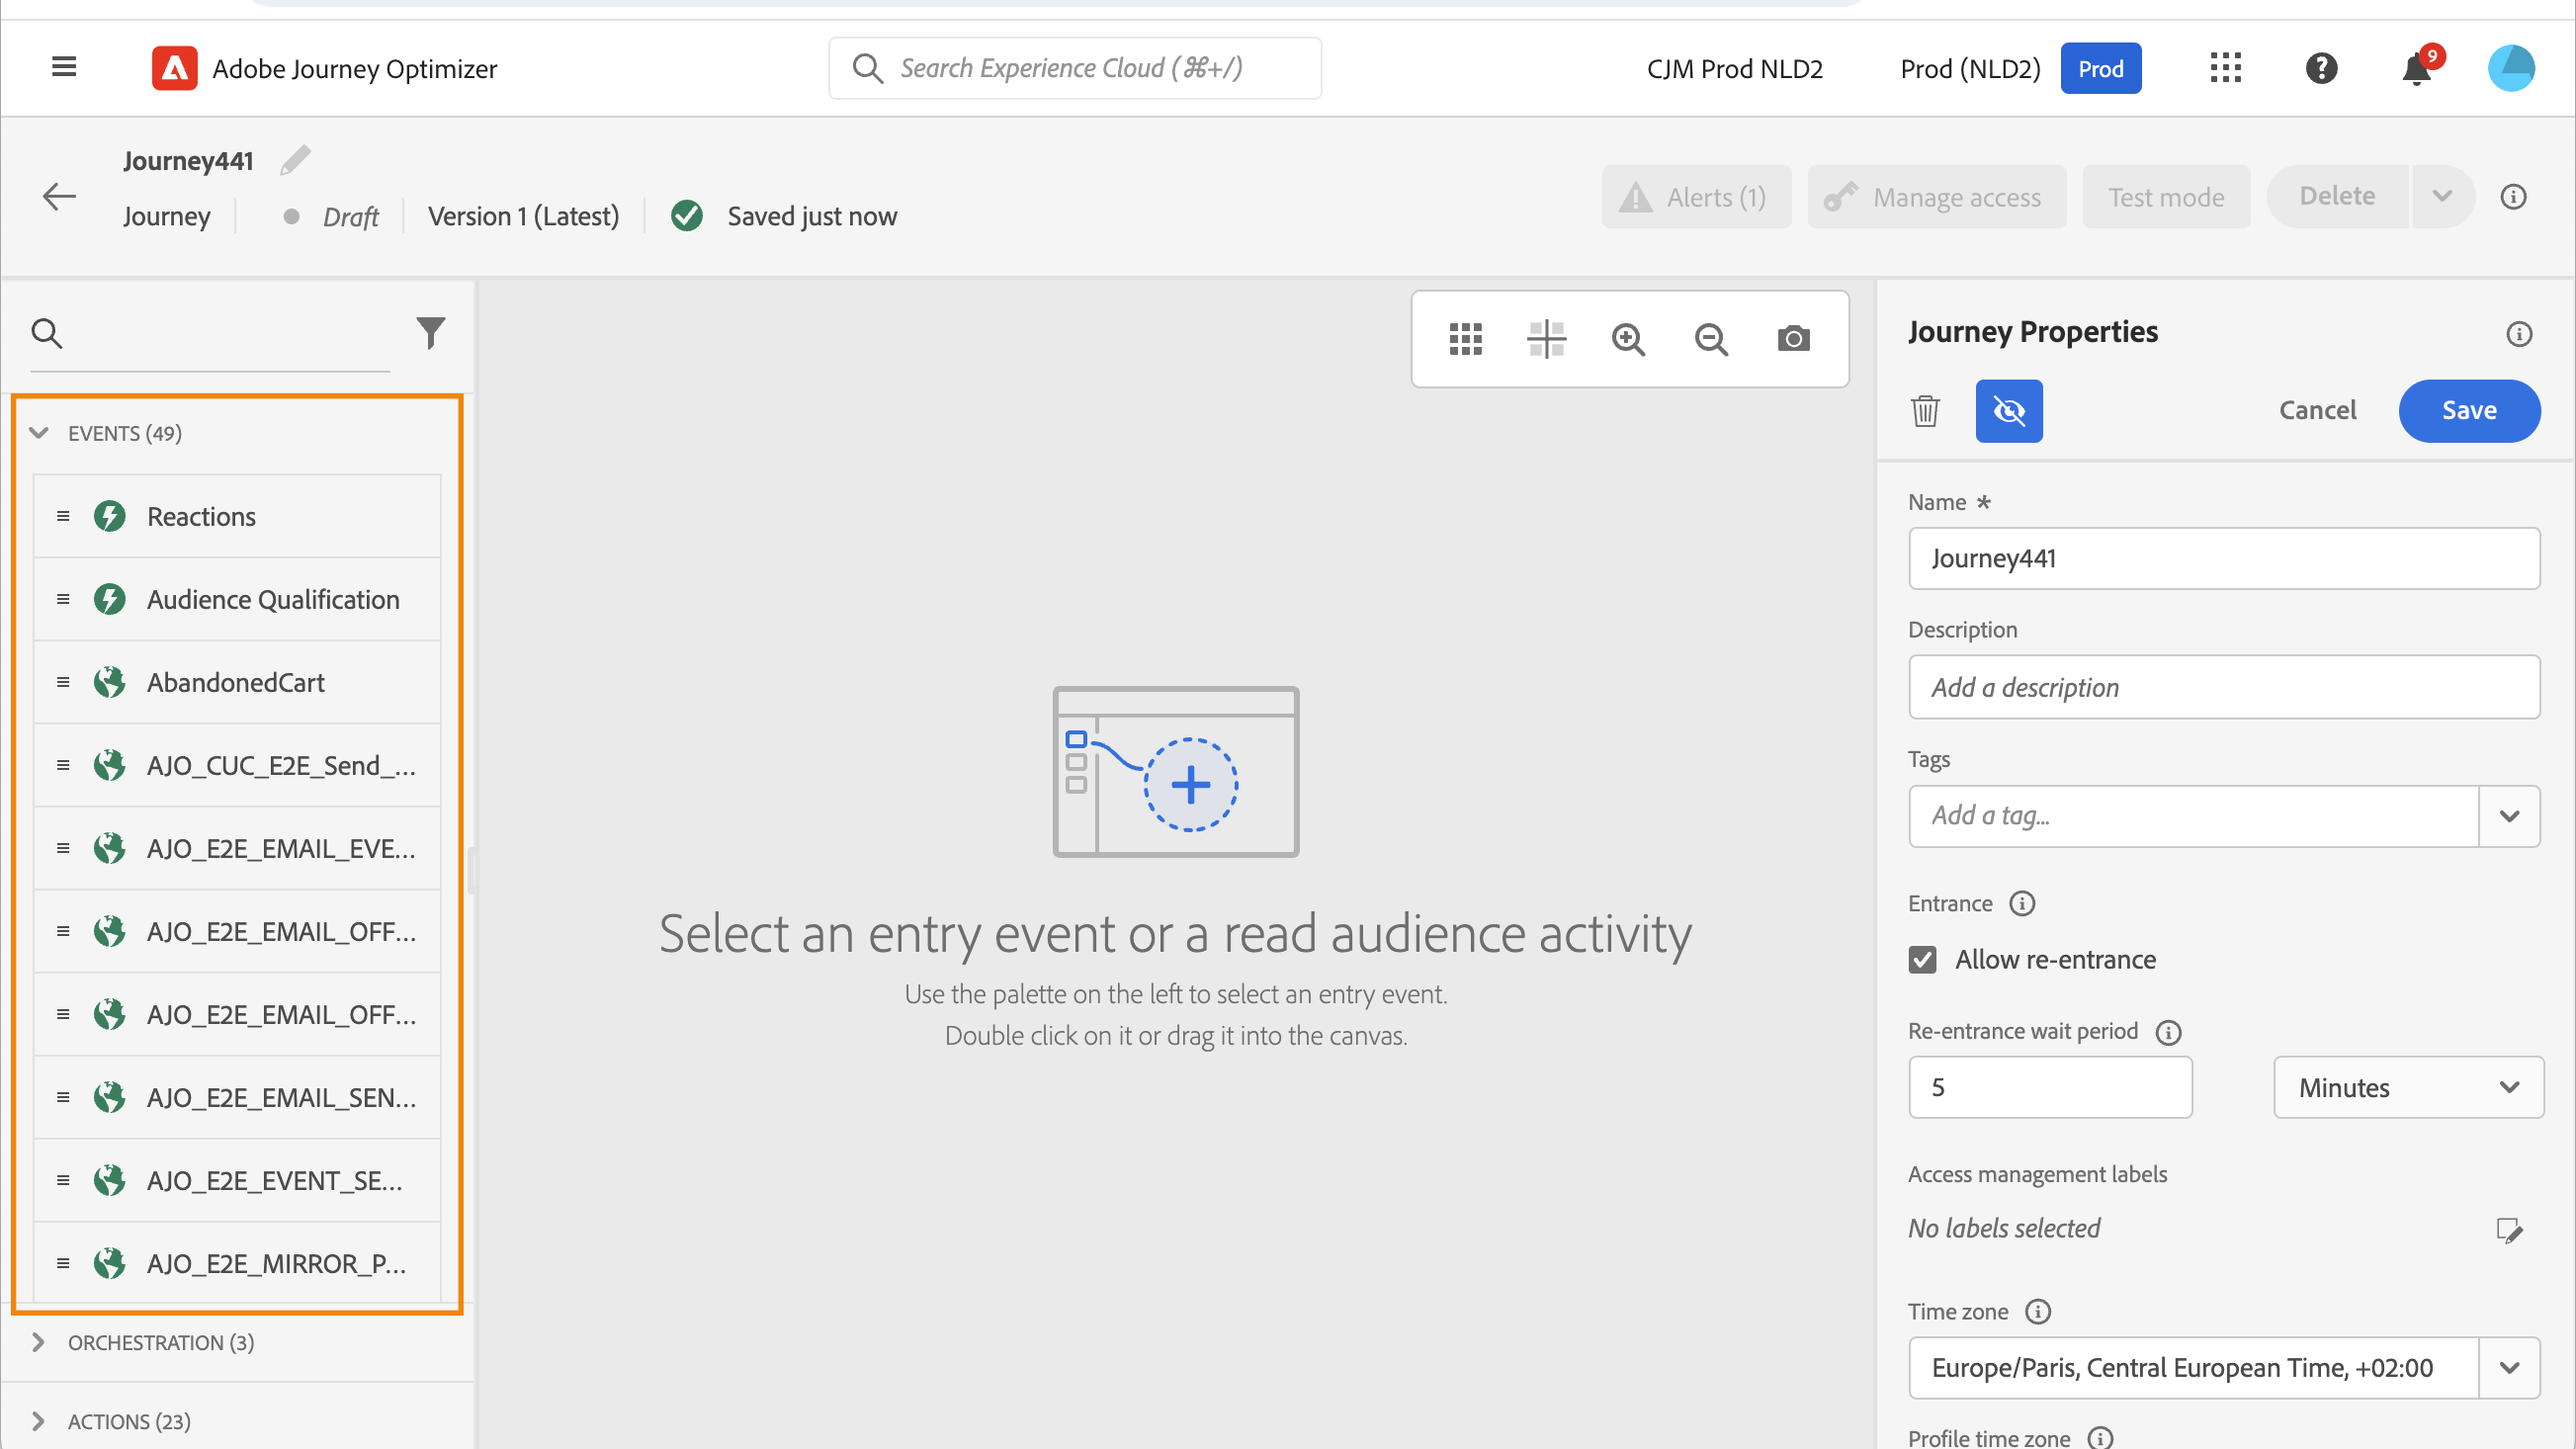 Adobe Journey Optimizer
Search Experience Cloud (⌘+/)
CJM Prod NLD2
Prod (NLD2)
Prod
9
Journey441
Journey
Draft
Version 1 (Latest)
Saved just now
Alerts (1)
Manage access
Test mode
Delete
EVENTS (49)
Reactions
Audience Qualification
AbandonedCart
AJO_CUC_E2E_Send_...
AJO_E2E_EMAIL_EVE...
AJO_E2E_EMAIL_OFF...
AJO_E2E_EMAIL_OFF...
AJO_E2E_EMAIL_SEN...
AJO_E2E_EVENT_SE...
AJO_E2E_MIRROR_P...
ORCHESTRATION (3)
ACTIONS (23)
Select an entry event or a read audience activity
Use the palette on the left to select an entry event.
Double click on it or drag it into the canvas.
Journey Properties
Cancel
Save
Name *
Journey441
Description
Add a description
Tags
Add a tag...
Entrance
Allow re-entrance
Re-entrance wait period
5
Minutes
Access management labels
No labels selected
Time zone
Europe/Paris, Central European Time, +02:00
Profile time zone